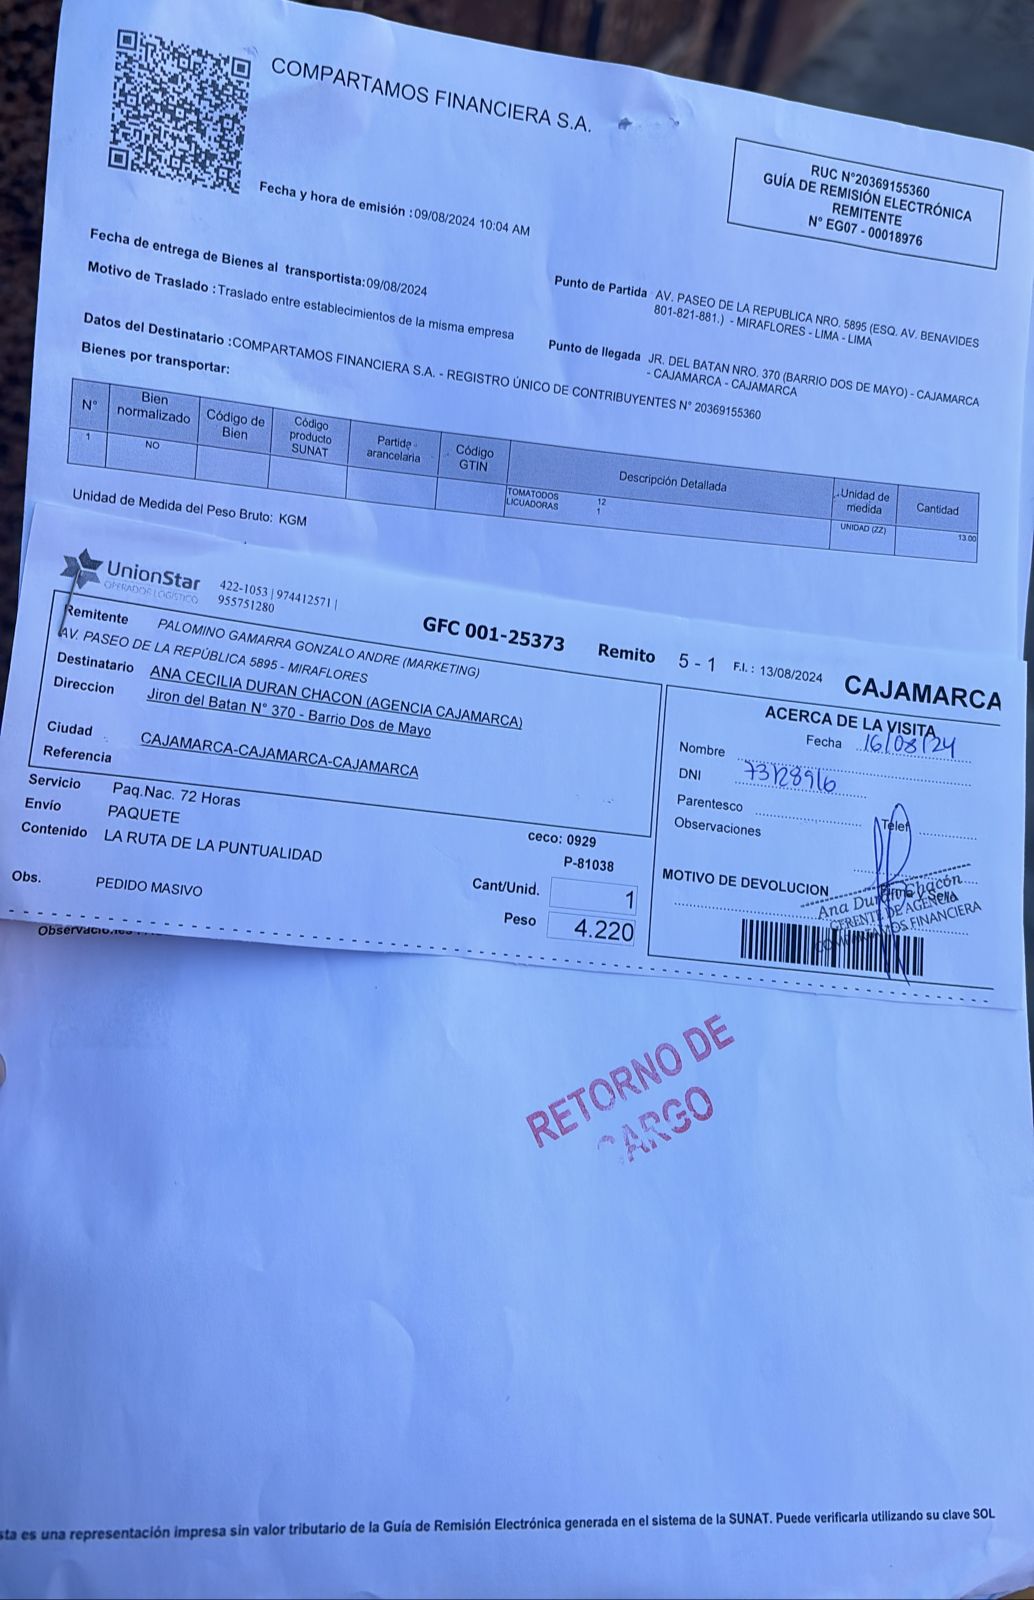 COMPARTAMOS FINANCIERA S.A.
RUC N°20369155360
GUÍA DE REMISIÓN ELECTRÓNICA
REMITENTE
N° EG07 - 00018976
Fecha y hora de emisión : 09/08/2024 10:04 AM
Fecha de entrega de Bienes al transportista: 09/08/2024
Motivo de Traslado : Traslado entre establecimientos de la misma empresa
Punto de Partida AV. PASEO DE LA REPUBLICA NRO. 5895 (ESQ. AV. BENAVIDES
801-821-881.) - MIRAFLORES - LIMA - LIMA
Punto de llegada JR. DEL BATAN NRO. 370 (BARRIO DOS DE MAYO) - CAJAMARCA
- CAJAMARCA - CAJAMARCA
Datos del Destinatario : COMPARTAMOS FINANCIERA S.A. - REGISTRO ÚNICO DE CONTRIBUYENTES N° 20369155360
Bienes por transportar:
N° Bien normalizado Código de Bien Código producto SUNAT Partida arancelaria Código GTIN Descripción Detallada Unidad de medida Cantidad
1 NO TOMATODOS 12 UNIDAD (ZZ) 13.00
LICUADORAS 1
Unidad de Medida del Peso Bruto: KGM
UnionStar
OPERADOR LOGÍSTICO
422-1053 | 974412571 |
955751280
GFC 001-25373 Remito 5 - 1 F.I. : 13/08/2024 CAJAMARCA
Remitente PALOMINO GAMARRA GONZALO ANDRE (MARKETING)
AV. PASEO DE LA REPÚBLICA 5895 - MIRAFLORES
Destinatario ANA CECILIA DURAN CHACON (AGENCIA CAJAMARCA)
Direccion Jiron del Batan N° 370 - Barrio Dos de Mayo
Ciudad CAJAMARCA-CAJAMARCA-CAJAMARCA
Referencia
Servicio Paq.Nac. 72 Horas
Envío PAQUETE
Contenido LA RUTA DE LA PUNTUALIDAD
Obs. PEDIDO MASIVO
ceco: 0929
P-81038
Cant/Unid. 1
Peso 4.220
ACERCA DE LA VISITA
Fecha 16/08/24
Nombre
DNI 73128916
Parentesco
Telef
Observaciones
MOTIVO DE DEVOLUCION
Ana Durán Chacón
GERENTE DE AGENCIA
COMPARTAMOS FINANCIERA
RETORNO DE
CARGO
sta es una representación impresa sin valor tributario de la Guía de Remisión Electrónica generada en el sistema de la SUNAT. Puede verificarla utilizando su clave SOL